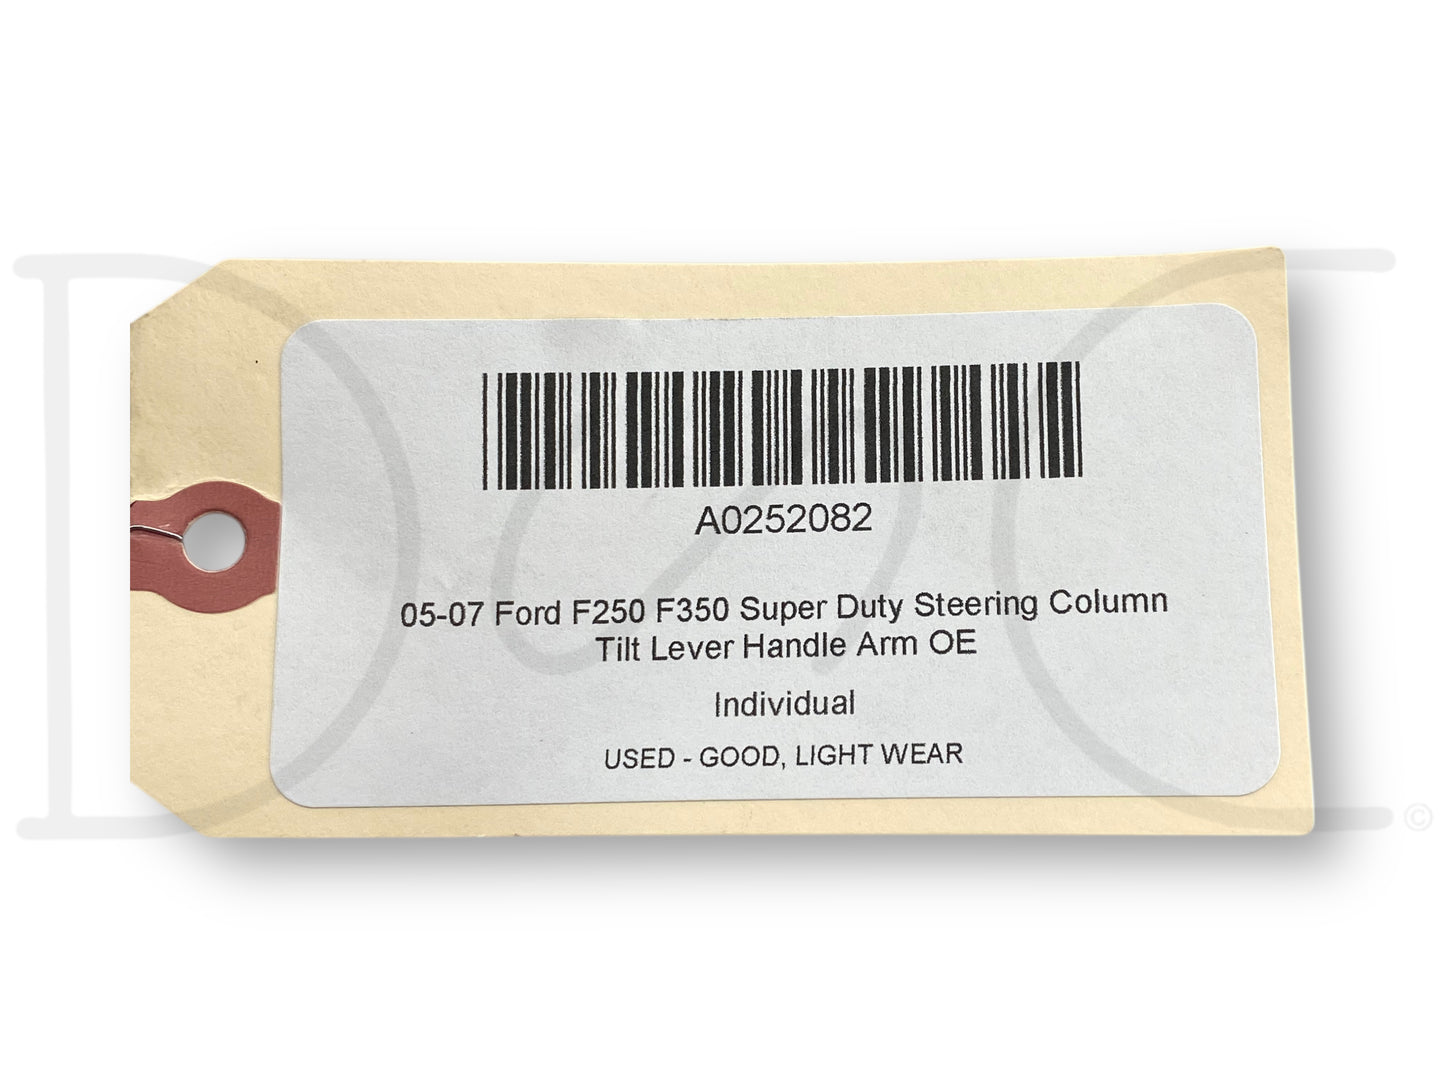 A0252082
05-07 Ford F250 F350 Super Duty Steering Column
Tilt Lever Handle Arm OE
Individual
USED - GOOD, LIGHT WEAR
©